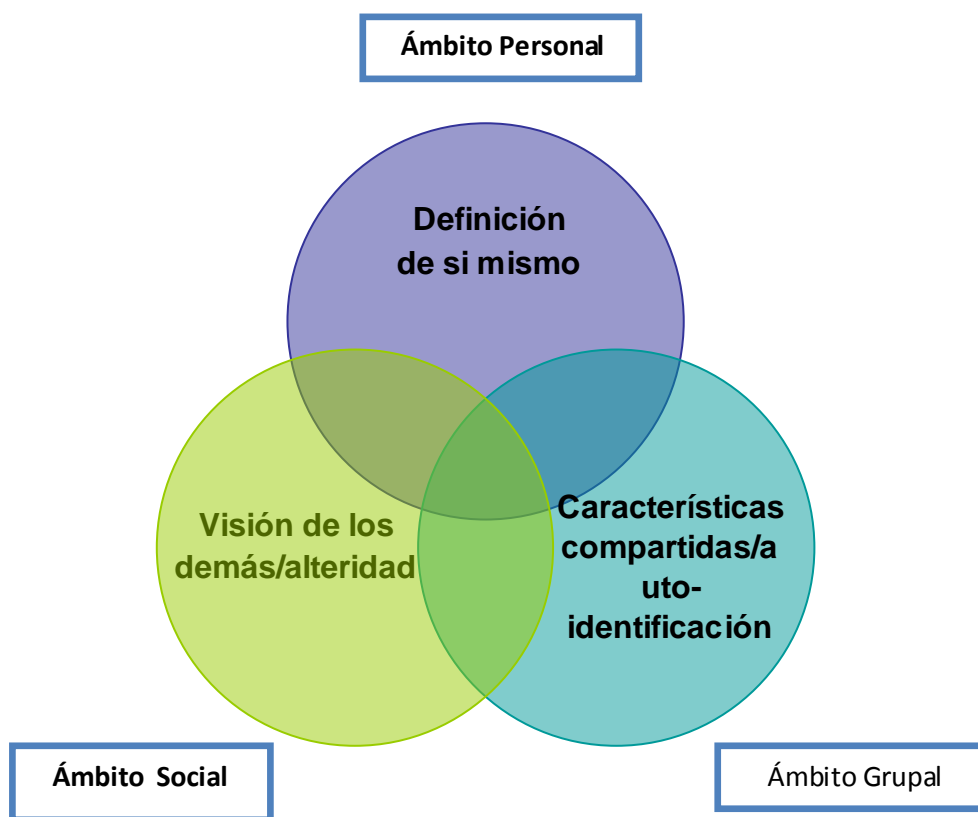 Ámbito Personal
Definición
de si mismo
Visión de los
demás/alteridad
Características
compartidas/a
uto-
identificación
Ámbito  Social
Ámbito Grupal